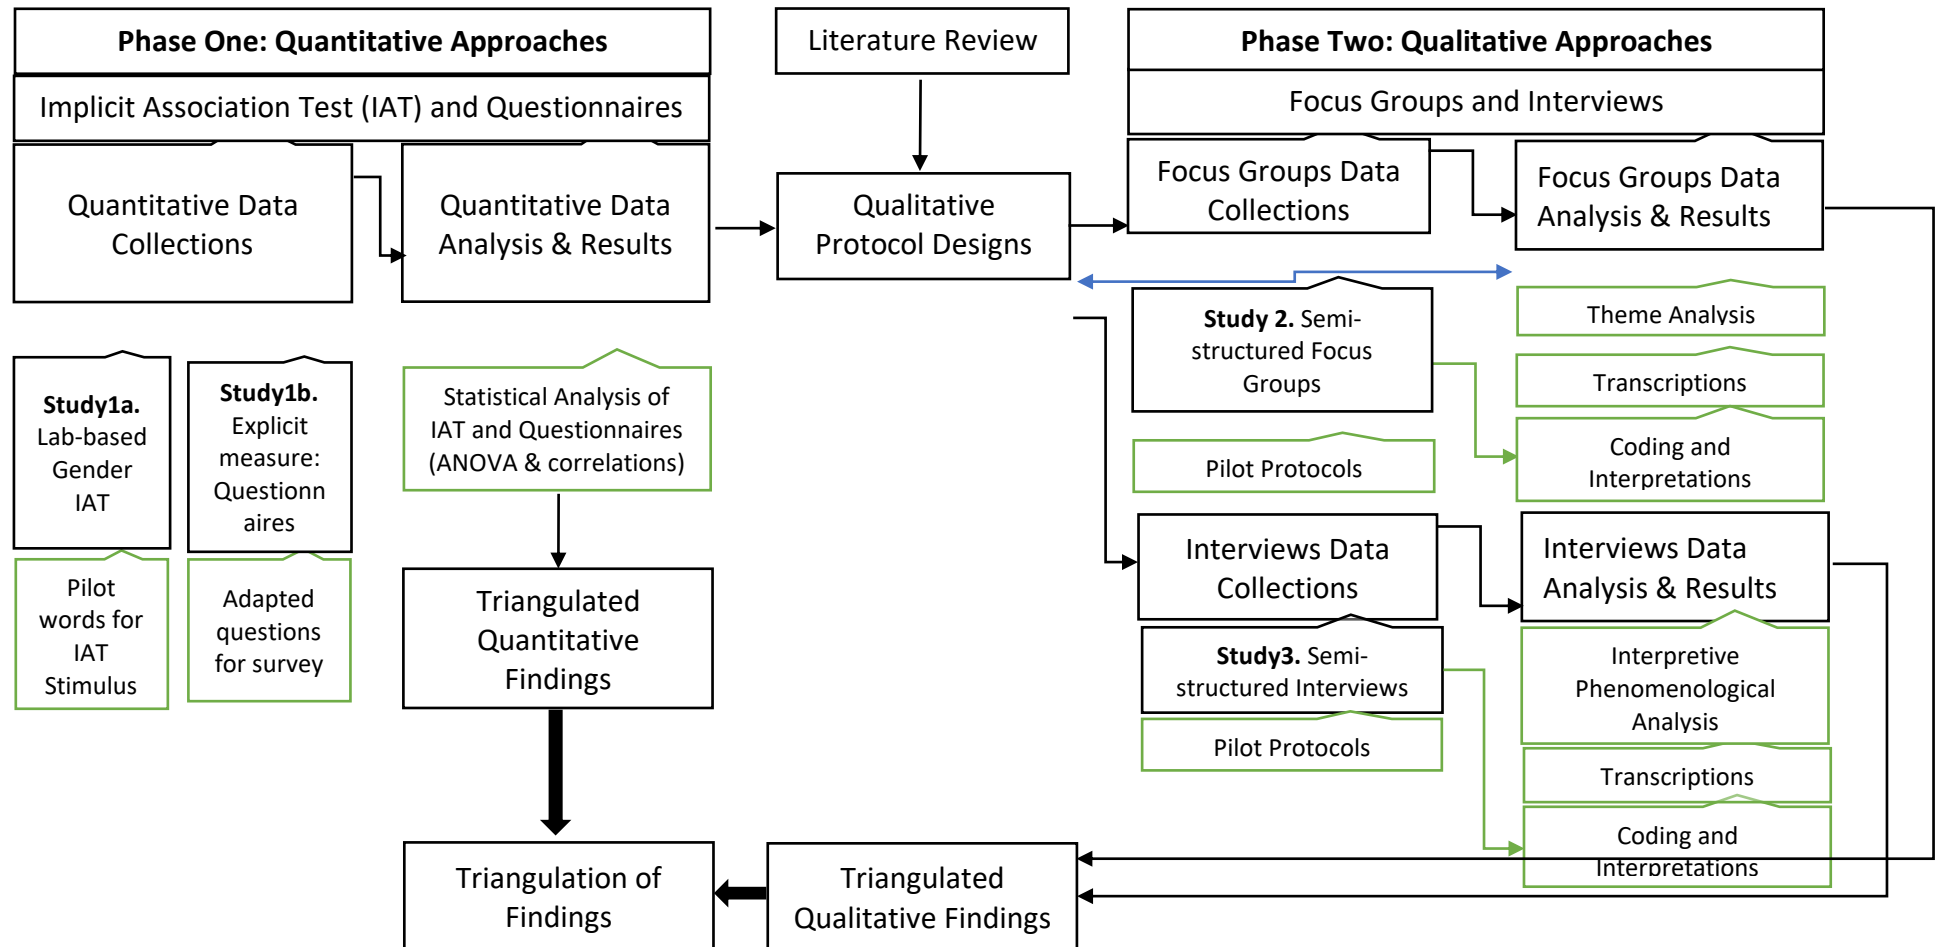 Phase One: Quantitative Approaches
Implicit Association Test (IAT) and Questionnaires
Quantitative Data
Collections
Quantitative Data
Analysis & Results
Study1a.
Lab-based
Gender
IAT
Study1b.
Explicit
measure:
Questionn
aires
Statistical Analysis of
IAT and Questionnaires
(ANOVA & correlations)
Pilot
words for
IAT
Stimulus
Adapted
questions
for survey
Triangulated
Quantitative
Findings
Literature Review
Qualitative
Protocol Designs
Phase Two: Qualitative Approaches
Focus Groups and Interviews
Focus Groups Data
Collections
Focus Groups Data
Analysis & Results
Study 2. Semi-
structured Focus
Groups
Pilot Protocols
Theme Analysis
Transcriptions
Coding and
Interpretations
Interviews Data
Collections
Interviews Data
Analysis & Results
Study3. Semi-
structured Interviews
Pilot Protocols
Interpretive
Phenomenological
Analysis
Transcriptions
Coding and
Interpretations
Triangulation of
Findings
Triangulated
Qualitative Findings